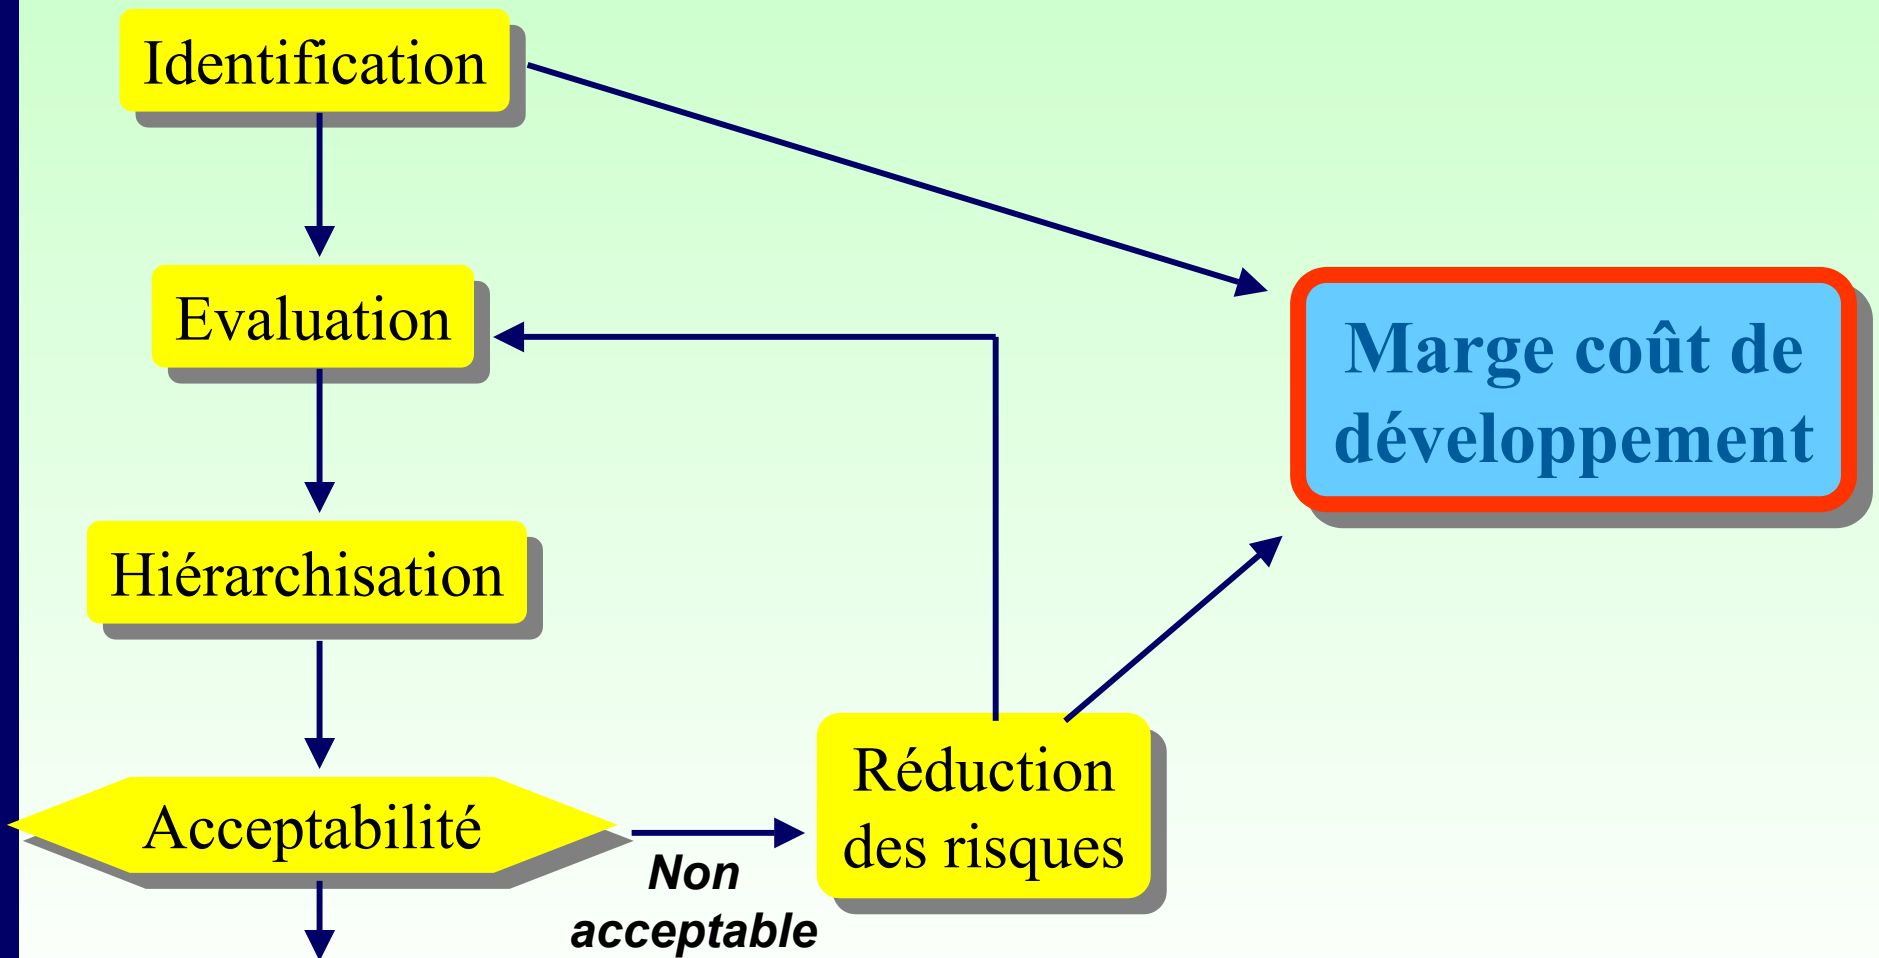 Identification
Evaluation
Marge coût de
développement
Hiérarchisation
Acceptabilité
Non
acceptable
Réduction
des risques